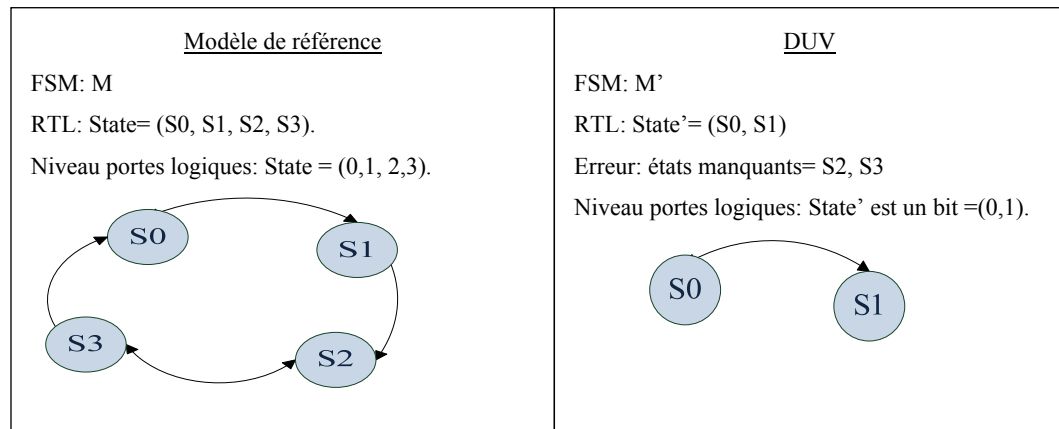 Modèle de référence
FSM: M
RTL: State= (S0, S1, S2, S3).
Niveau portes logiques: State = (0,1, 2,3).
S0
S1
S3
S2
DUV
FSM: M’
RTL: State’= (S0, S1)
Erreur: états manquants= S2, S3
Niveau portes logiques: State’ est un bit =(0,1).
S0
S1